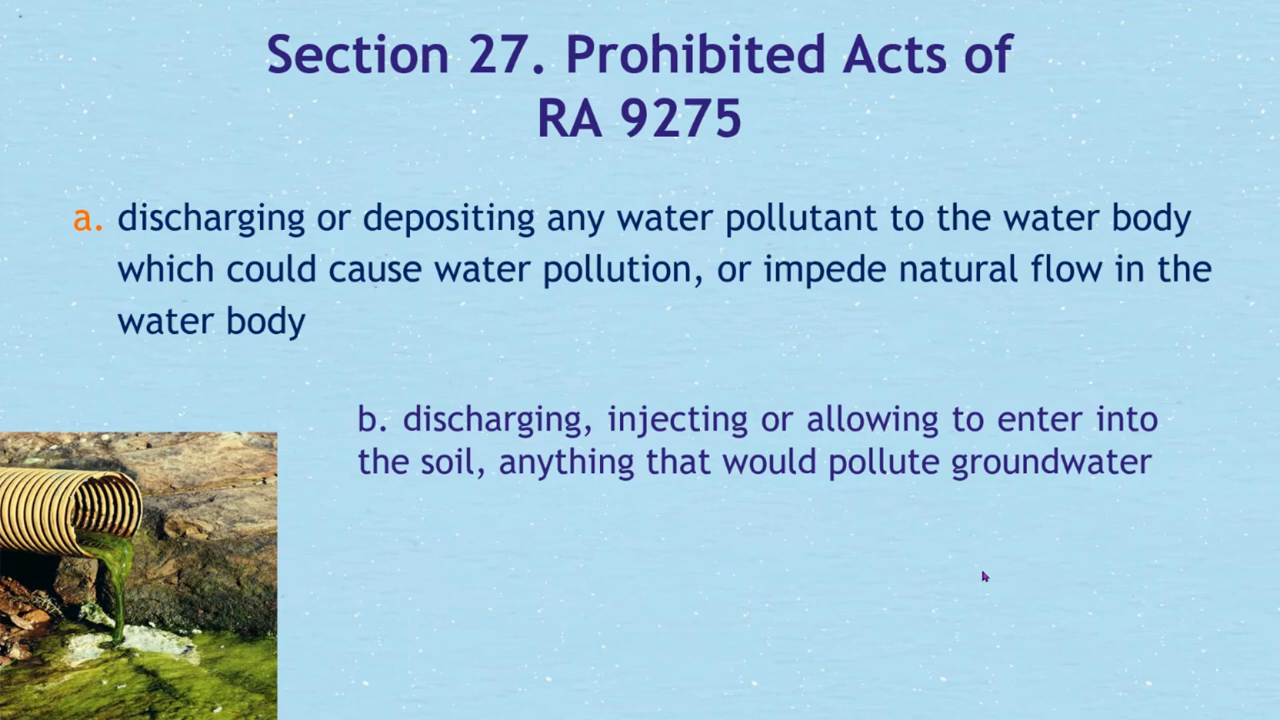 Section 27. Prohibited Acts of
RA 9275
a. discharging or depositing any water pollutant to the water body
which could cause water pollution, or impede natural flow in the
water body
b. discharging, injecting or allowing to enter into
the soil, anything that would pollute groundwater